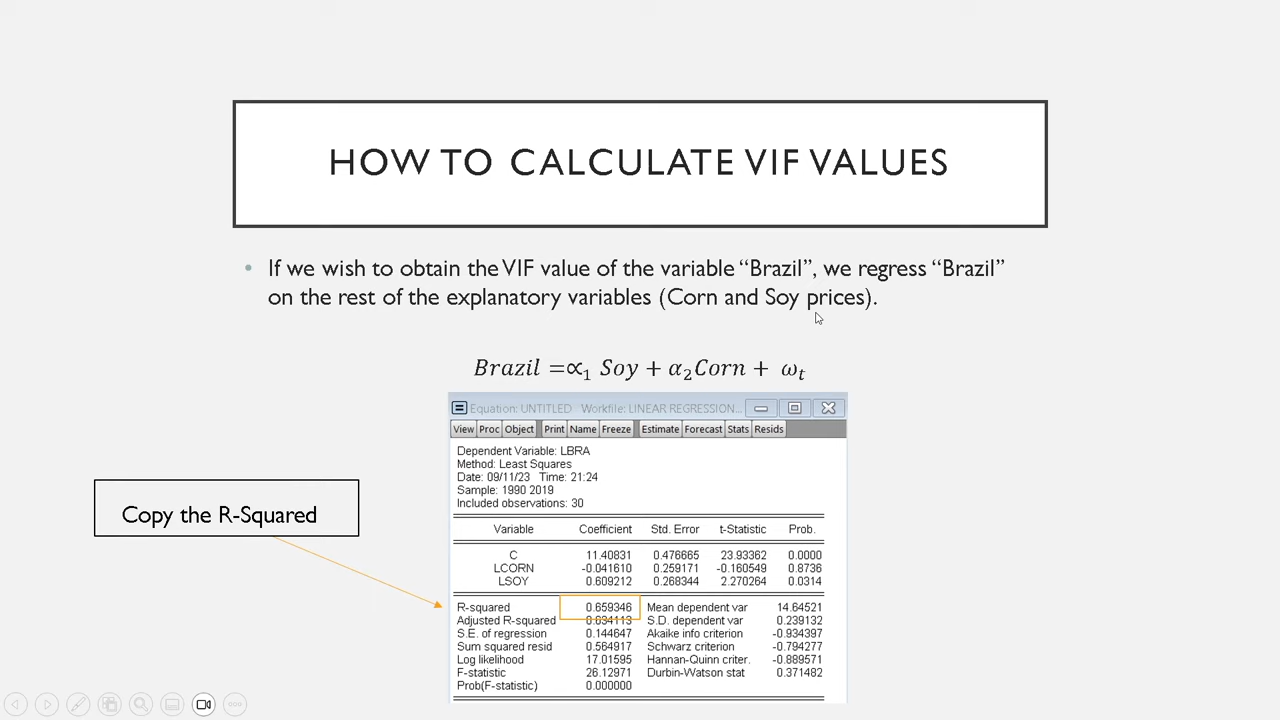 HOW TO CALCULATE VIF VALUES
• If we wish to obtain the VIF value of the variable “Brazil”, we regress “Brazil”
on the rest of the explanatory variables (Corn and Soy prices).
Brazil =∝₁ Soy + α₂Corn + ωₜ
Equation: UNTITLED Workfile: LINEAR REGRESSION...
View Proc Object Print Name Freeze Estimate Forecast Stats Resids
Dependent Variable: LBRA
Method: Least Squares
Date: 09/11/23 Time: 21:24
Sample: 1990 2019
Included observations: 30
Copy the R-Squared
Variable Coefficient Std. Error t-Statistic Prob.
C 11.40831 0.476665 23.93362 0.0000
LCORN -0.041610 0.259171 -0.160549 0.8736
LSOY 0.609212 0.268344 2.270264 0.0314
R-squared 0.659346 Mean dependent var 14.64521
Adjusted R-squared 0.634113 S.D. dependent var 0.239132
S.E. of regression 0.144647 Akaike info criterion -0.934397
Sum squared resid 0.564917 Schwarz criterion -0.794277
Log likelihood 17.01595 Hannan-Quinn criter. -0.889571
F-statistic 26.12971 Durbin-Watson stat 0.371482
Prob(F-statistic) 0.000000